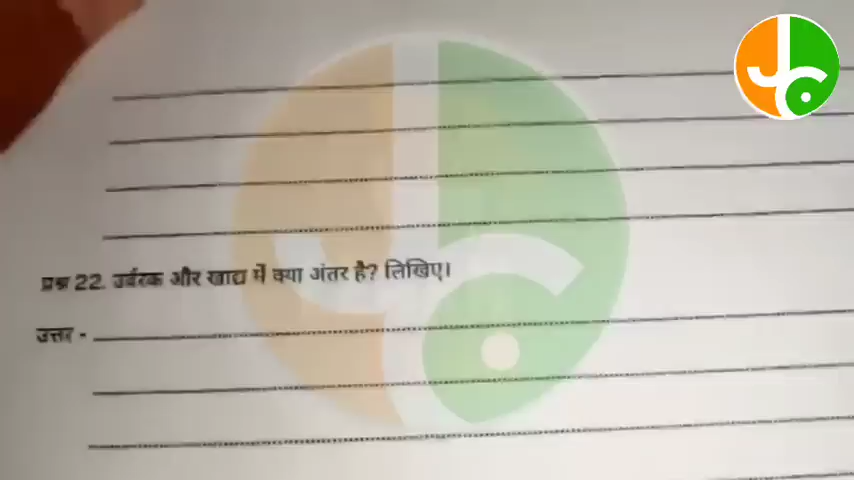 प्रश्न 22. उर्वरक और खाद्य में क्या अंतर है? लिखिए।
उत्तर -